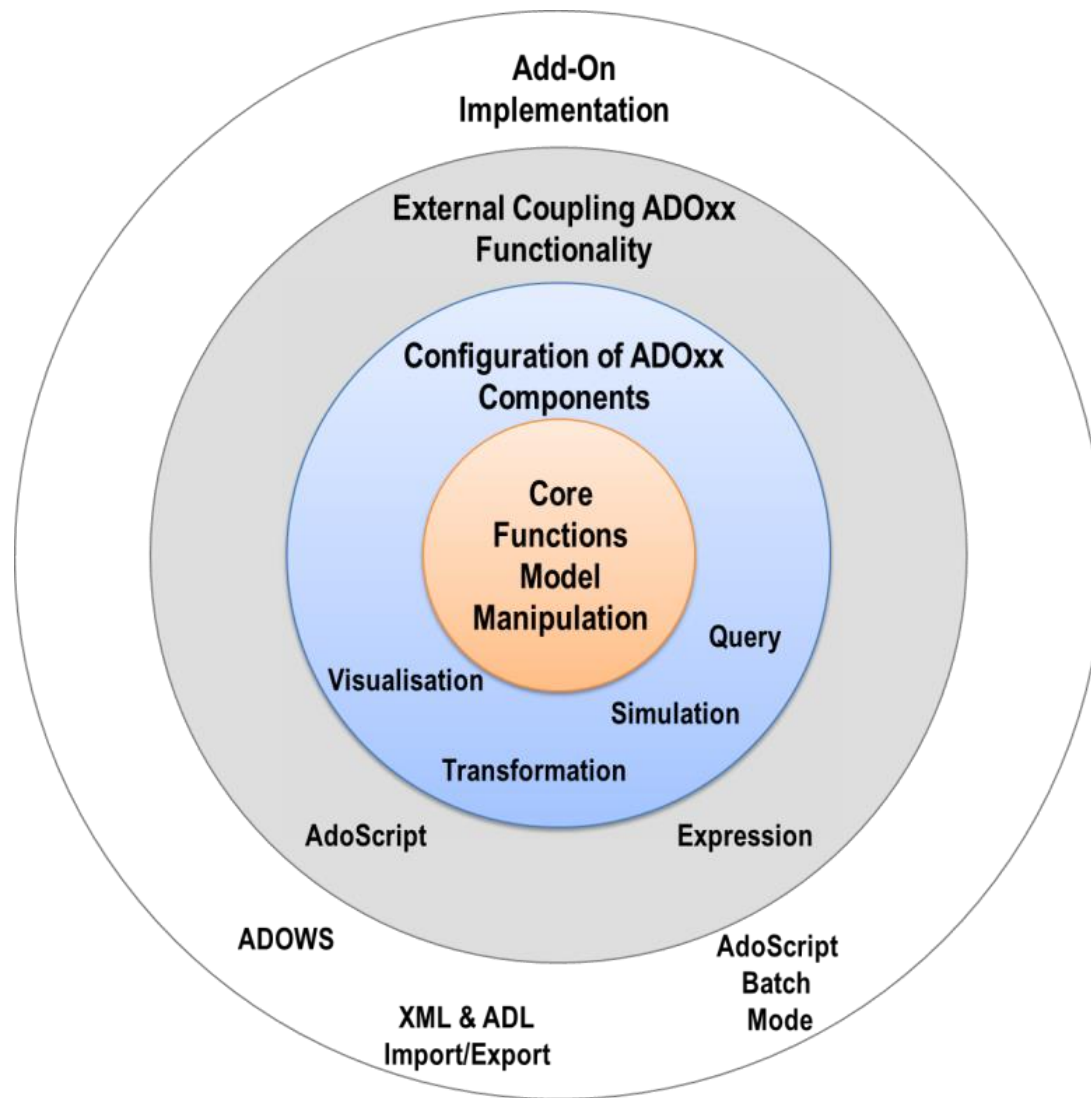 Add-On
Implementation
External Coupling ADOxx
Functionality
Configuration of ADOxx
Components
Core
Functions
Model
Manipulation
Query
Visualisation
Simulation
Transformation
AdoScript
Expression
ADOWS
AdoScript
Batch
Mode
XML & ADL
Import/Export